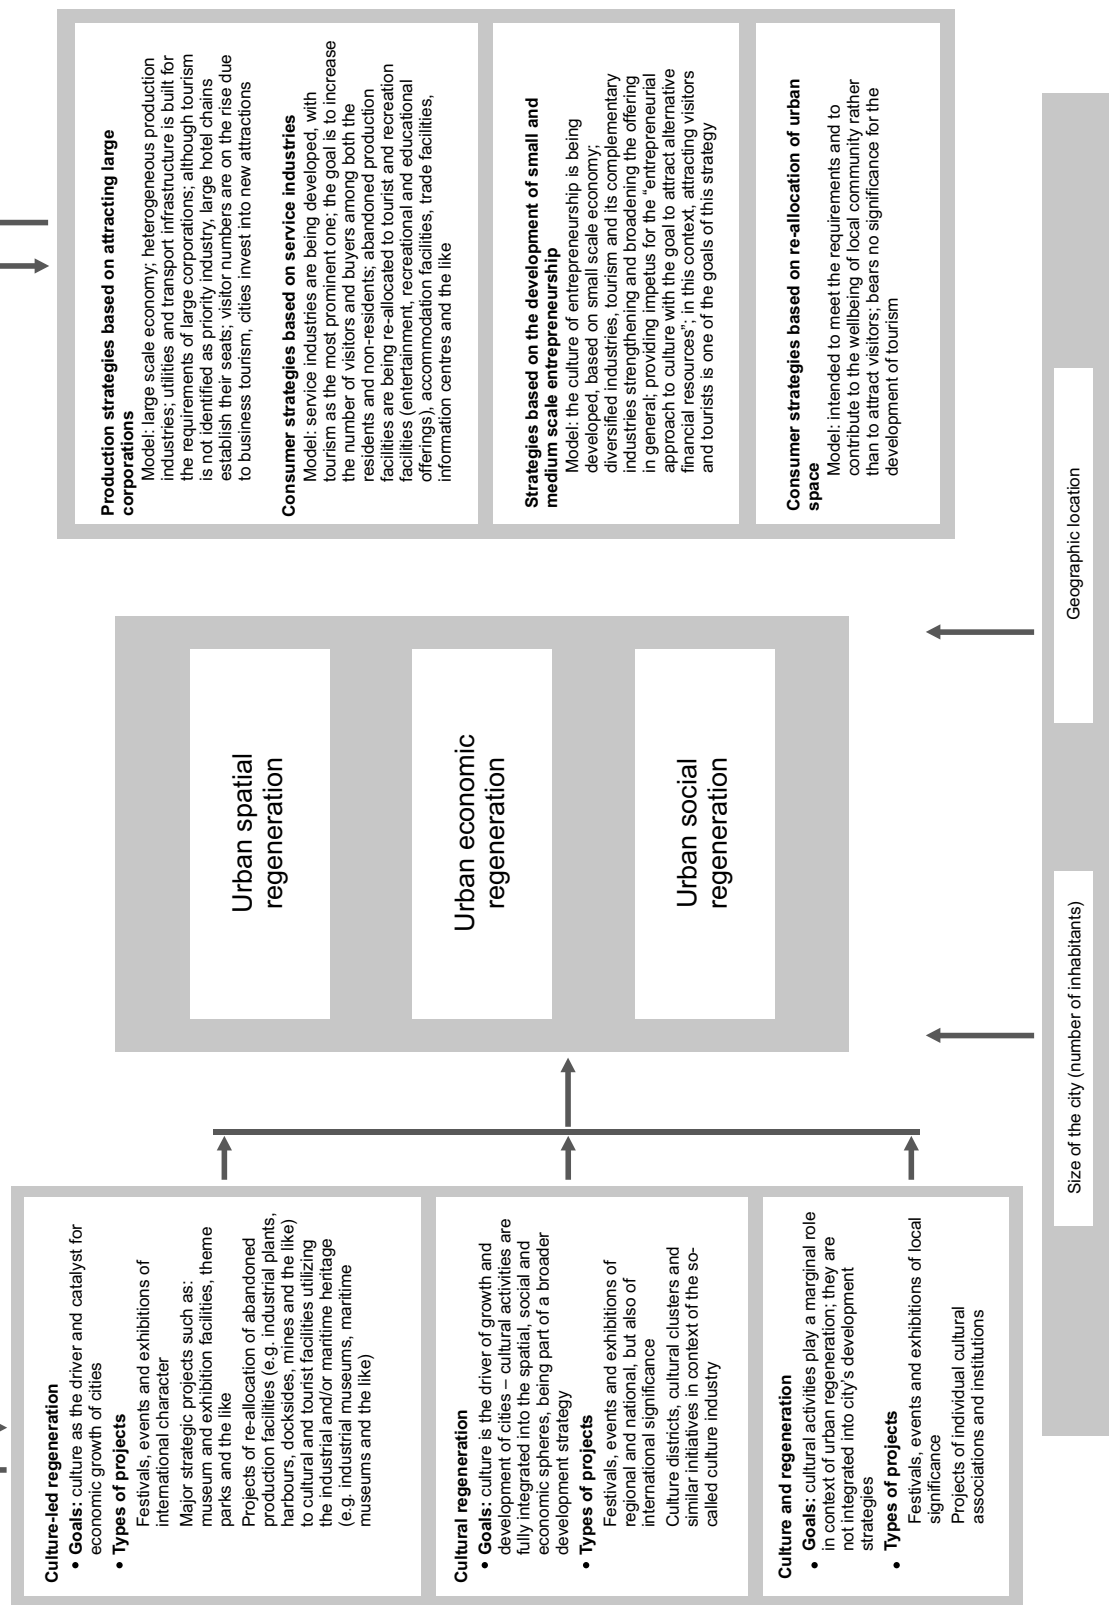 Culture-led regeneration
• Goals: culture as the driver and catalyst for
economic growth of cities
• Types of projects
Festivals, events and exhibitions of
international character
Major strategic projects such as:
museum and exhibition facilities, theme
parks and the like
Projects of re-allocation of abandoned
production facilities (e.g. industrial plants,
harbours, docksides, mines and the like)
to cultural and tourist facilities utilizing
the industrial and/or maritime heritage
(e.g. industrial museums, maritime
museums and the like)
Cultural regeneration
• Goals: culture is the driver of growth and
development of cities – cultural activities are
fully integrated into the spatial, social and
economic spheres, being part of a broader
development strategy
• Types of projects
Festivals, events and exhibitions of
regional and national, but also of
international significance
Culture districts, cultural clusters and
similar initiatives in context of the so-
called culture industry
Culture and regeneration
• Goals: cultural activities play a marginal role
in context of urban regeneration; they are
not integrated into city's development
strategies
• Types of projects
Festivals, events and exhibitions of local
significance
Projects of individual cultural
associations and institutions
Urban spatial
regeneration
Urban economic
regeneration
Urban social
regeneration
Production strategies based on attracting large
corporations
Model: large scale economy; heterogeneous production
industries; utilities and transport infrastructure is built for
the requirements of large corporations; although tourism
is not identified as priority industry, large hotel chains
establish their seats; visitor numbers are on the rise due
to business tourism, cities invest into new attractions
Consumer strategies based on service industries
Model: service industries are being developed, with
tourism as the most prominent one; the goal is to increase
the number of visitors and buyers among both the
residents and non-residents; abandoned production
facilities are being re-allocated to tourist and recreation
facilities (entertainment, recreational and educational
offerings), accommodation facilities, trade facilities,
information centres and the like
Strategies based on the development of small and
medium scale entrepreneurship
Model: the culture of entrepreneurship is being
developed, based on small scale economy;
diversified industries, tourism and its complementary
industries strengthening and broadening the offering
in general; providing impetus for the "entrepreneurial
approach to culture with the goal to attract alternative
financial resources"; in this context, attracting visitors
and tourists is one of the goals of this strategy
Consumer strategies based on re-allocation of urban
space
Model: intended to meet the requirements and to
contribute to the wellbeing of local community rather
than to attract visitors; bears no significance for the
development of tourism
Size of the city (number of inhabitants)
Geographic location